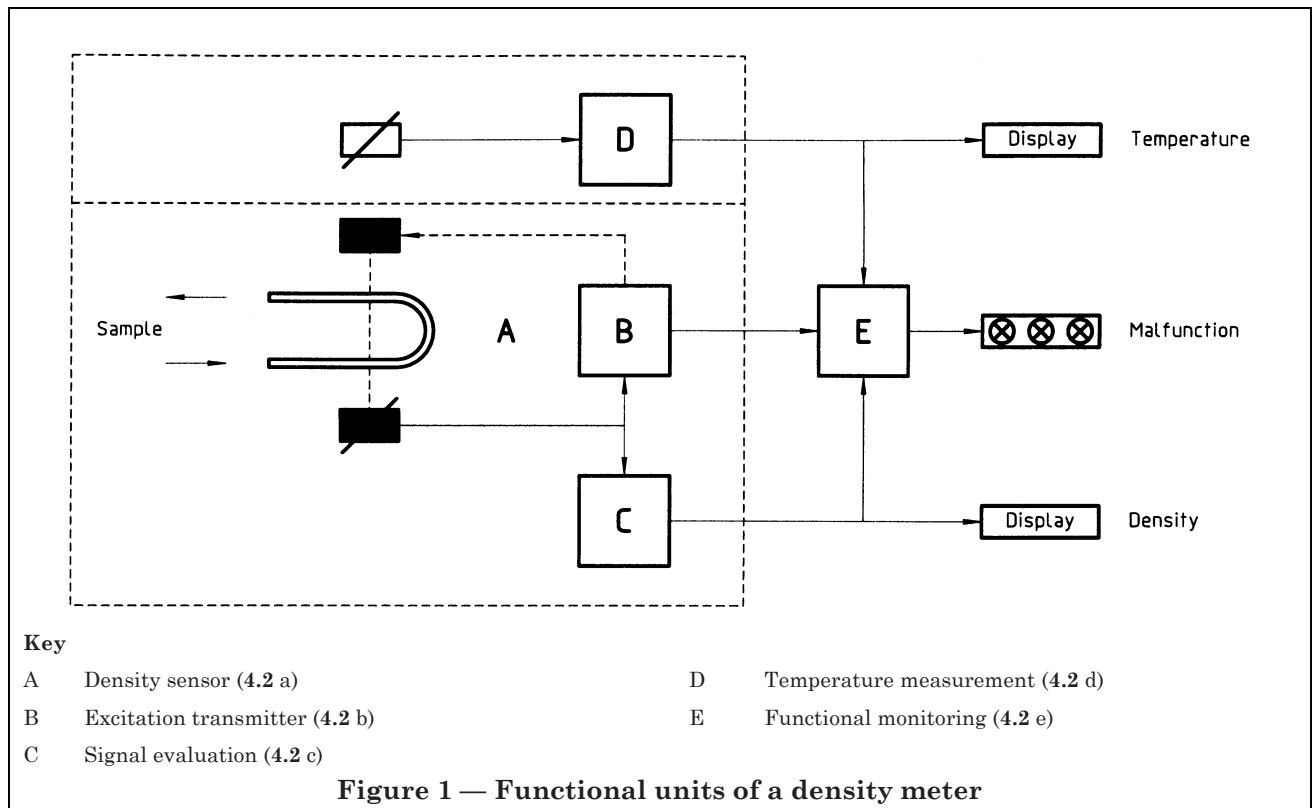 D
Display Temperature
Sample
A
B
E
Malfunction
C
Display Density
Key
A Density sensor (4.2 a)
D Temperature measurement (4.2 d)
B Excitation transmitter (4.2 b)
E Functional monitoring (4.2 e)
C Signal evaluation (4.2 c)
Figure 1 — Functional units of a density meter